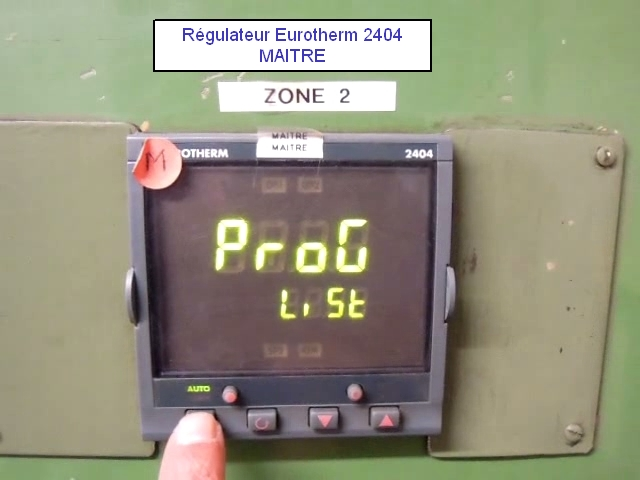 Régulateur Eurotherm 2404
MAITRE
ZONE 2
MAITRE
MAITRE
M
OTHERM 2404
ProG
LiSt
AUTO